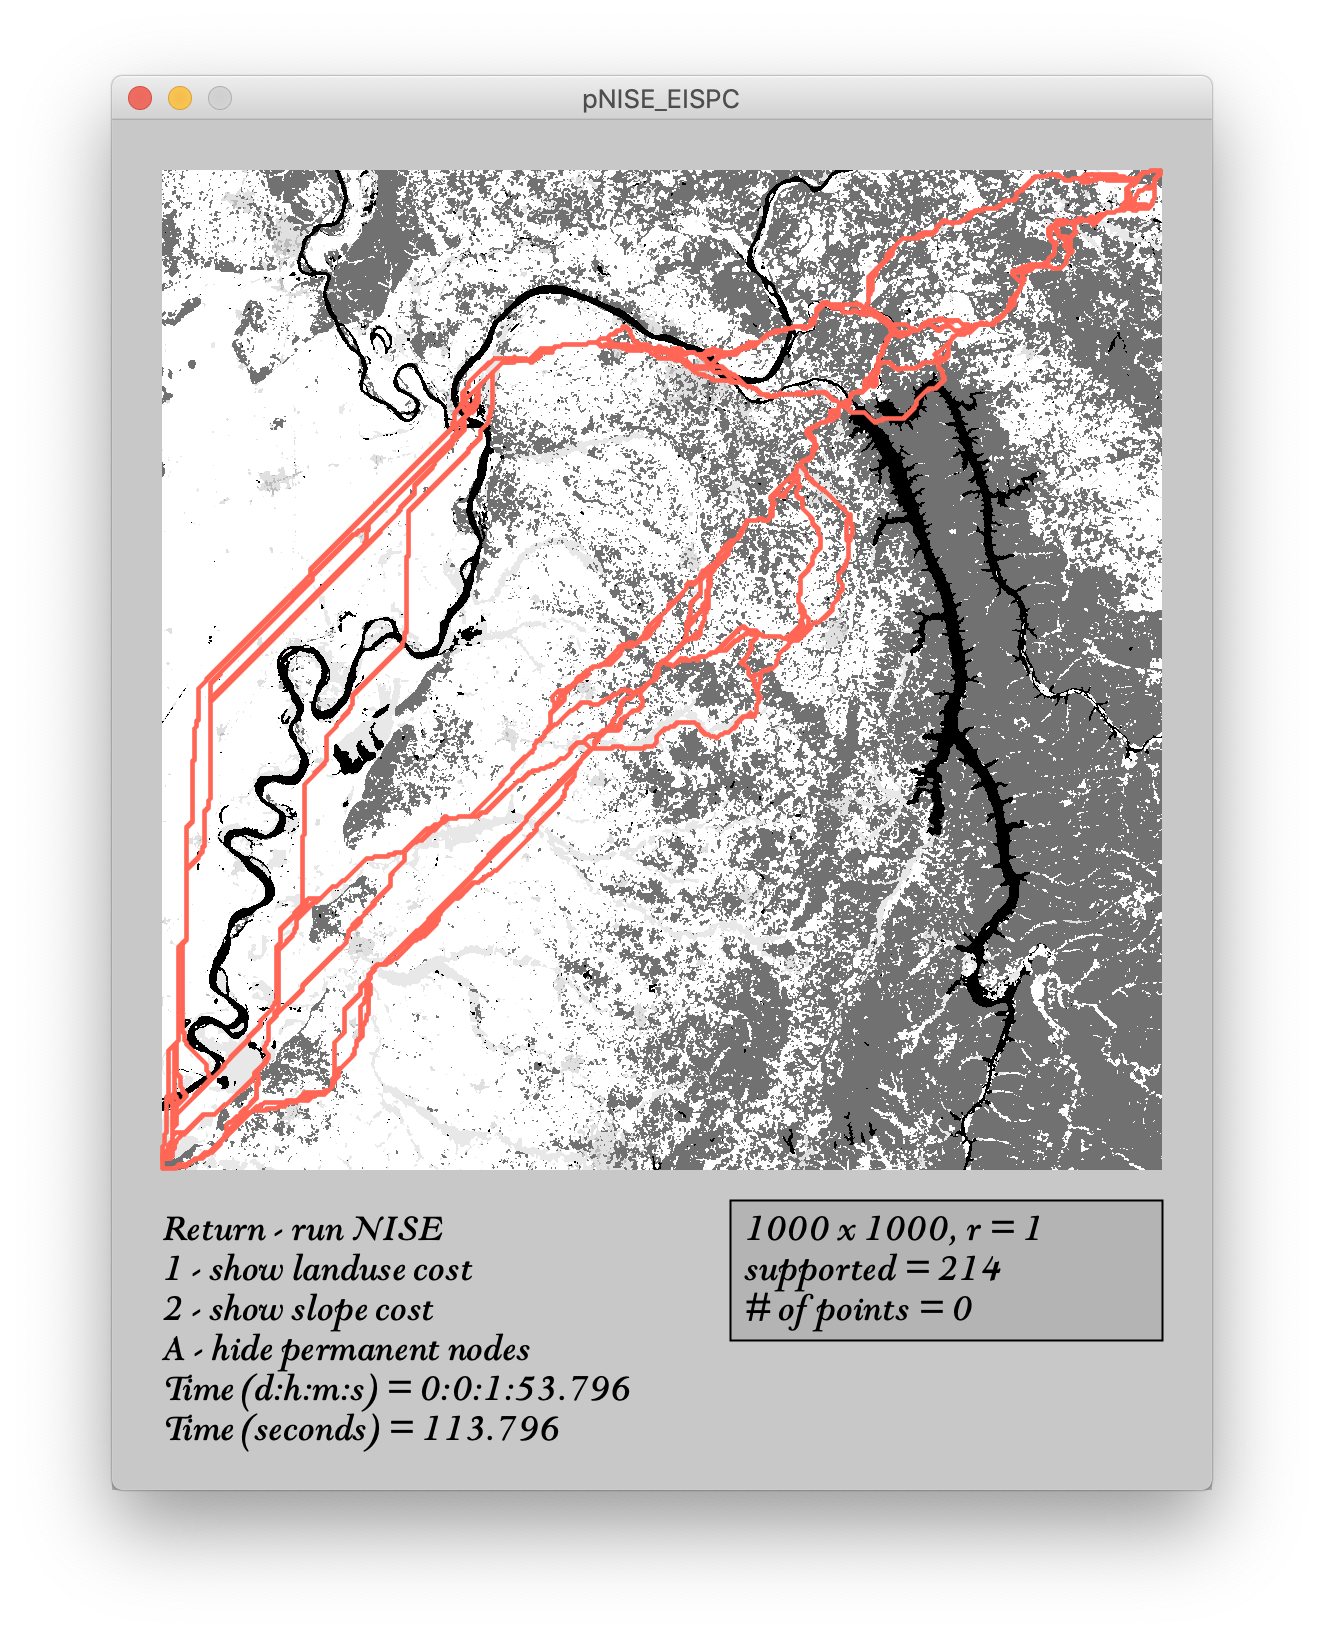 pNISE_EISPC
Return - run NISE
1 - show landuse cost
2 - show slope cost
A - hide permanent nodes
Time (d:h:m:s) = 0:0:1:53.796
Time (seconds) = 113.796
1000 x 1000, r = 1
supported = 214
# of points = 0